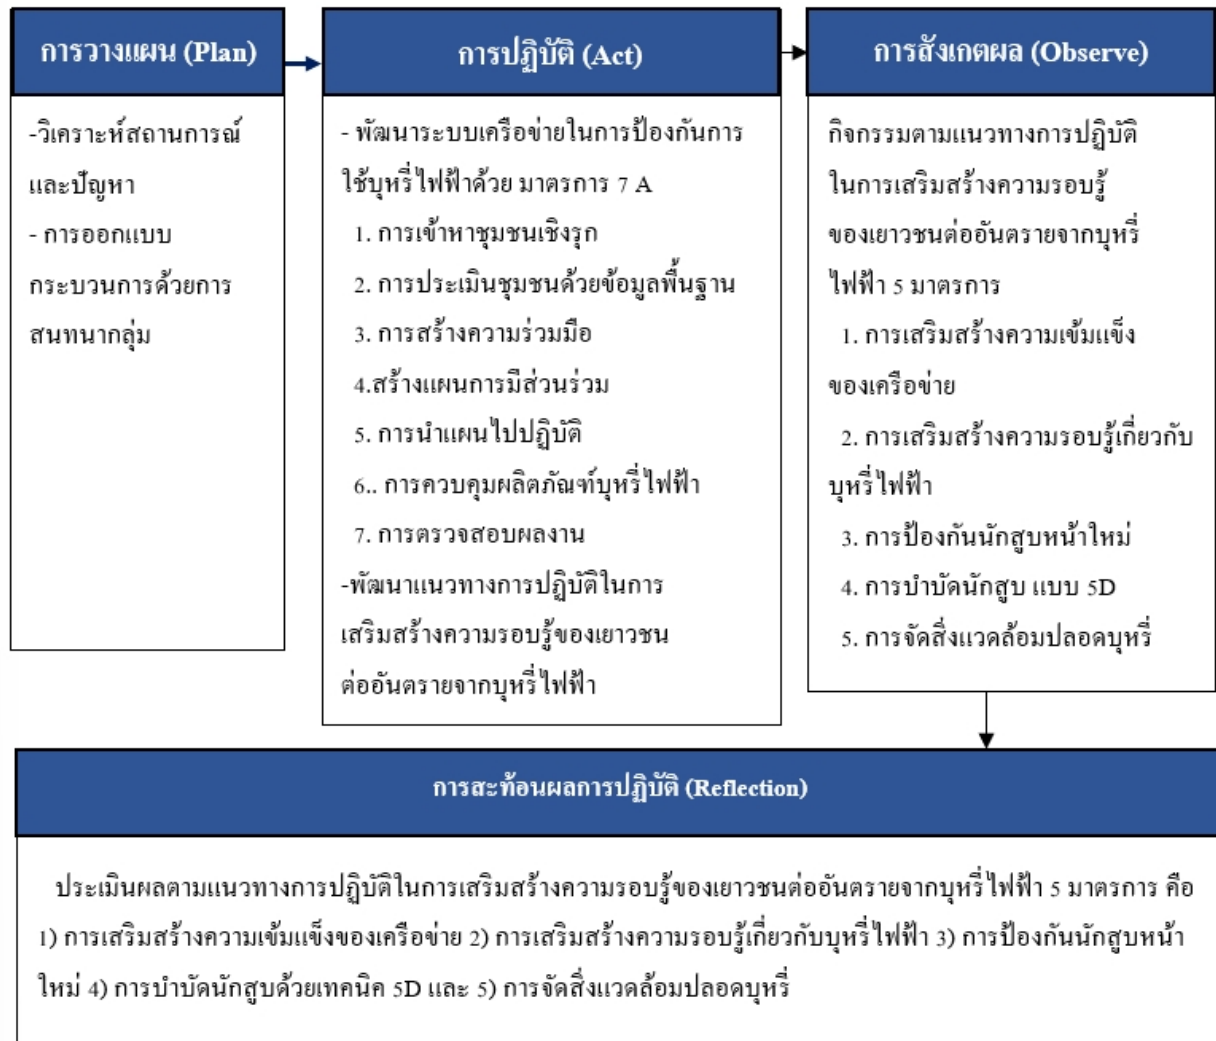 การวางแผน (Plan)
-วิเคราะห์สถานการณ์
และปัญหา
- การออกแบบ
กระบวนการด้วยการ
สนทนากลุ่ม
การปฏิบัติ (Act)
- พัฒนาระบบเครือข่ายในการป้องกันการ
ใช้บุหรี่ไฟฟ้าด้วย มาตรการ 7 A
1. การเข้าหาชุมชนเชิงรุก
2. การประเมินชุมชนด้วยข้อมูลพื้นฐาน
3. การสร้างความร่วมมือ
4.สร้างแผนการมีส่วนร่วม
5. การนำแผนไปปฏิบัติ
6.. การควบคุมผลิตภัณฑ์บุหรี่ไฟฟ้า
7. การตรวจสอบผลงาน
-พัฒนาแนวทางการปฏิบัติในการ
เสริมสร้างความรอบรู้ของเยาวชน
ต่ออันตรายจากบุหรี่ไฟฟ้า
การสังเกตผล (Observe)
กิจกรรมตามแนวทางการปฏิบัติ
ในการเสริมสร้างความรอบรู้
ของเยาวชนต่ออันตรายจากบุหรี่
ไฟฟ้า 5 มาตรการ
1. การเสริมสร้างความเข้มแข็ง
ของเครือข่าย
2. การเสริมสร้างความรอบรู้เกี่ยวกับ
บุหรี่ไฟฟ้า
3. การป้องกันนักสูบหน้าใหม่
4. การบำบัดนักสูบ แบบ 5D
5. การจัดสิ่งแวดล้อมปลอดบุหรี่
การสะท้อนผลการปฏิบัติ (Reflection)
ประเมินผลตามแนวทางการปฏิบัติในการเสริมสร้างความรอบรู้ของเยาวชนต่ออันตรายจากบุหรี่ไฟฟ้า 5 มาตรการ คือ
1) การเสริมสร้างความเข้มแข็งของเครือข่าย 2) การเสริมสร้างความรอบรู้เกี่ยวกับบุหรี่ไฟฟ้า 3) การป้องกันนักสูบหน้า
ใหม่ 4) การบำบัดนักสูบด้วยเทคนิค 5D และ 5) การจัดสิ่งแวดล้อมปลอดบุหรี่